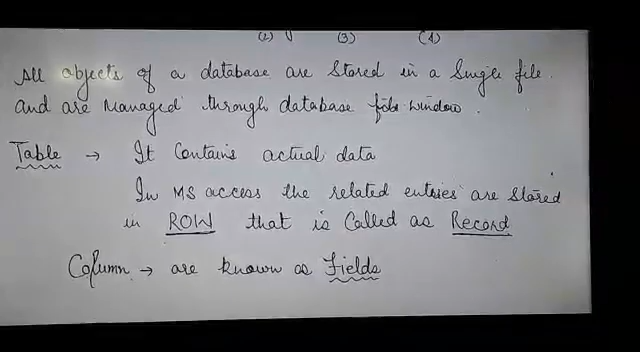 (2) (3) (4)
All objects of a database are stored in a Single file.
and are Managed through database file window.
Table → It Contains actual data
In MS access the related entries are stored
in ROW that is Called as Record
Column → are known as Fields